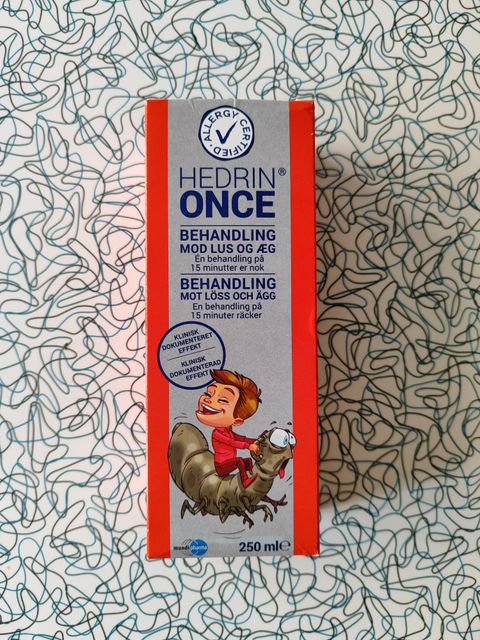 ALLERGY CERTIFIED
HEDRIN®
ONCE
BEHANDLING
MOD LUS OG ÆG
Én behandling på
15 minutter er nok
BEHANDLING
MOT LÖSS OCH ÄGG
En behandling på
15 minuter räcker
KLINISK
DOKUMENTERET
EFFEKT
KLINISK
DOKUMENTERAD
EFFEKT
mundipharma
250 ml℮